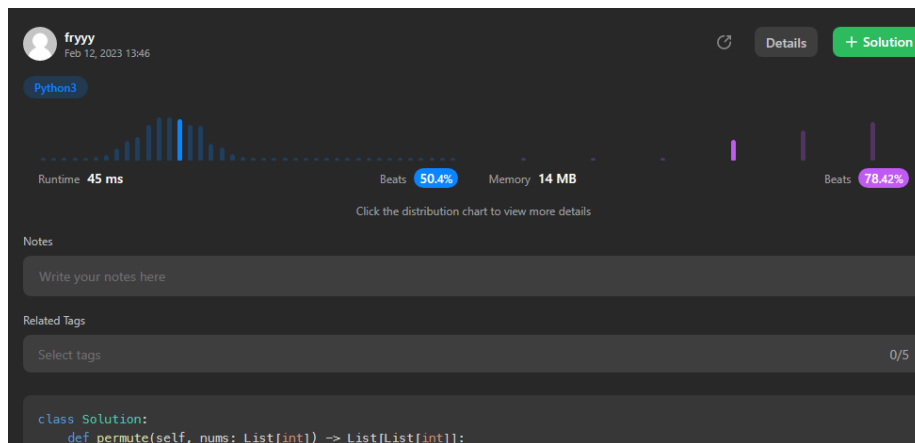 fryyy
Feb 12, 2023 13:46
Details
+ Solution
Python3
Runtime 45 ms
Beats 50.4%
Memory 14 MB
Beats 78.42%
Click the distribution chart to view more details
Notes
Write your notes here
Related Tags
Select tags
0/5
class Solution:
    def permute(self, nums: List[int]) -> List[List[int]]: